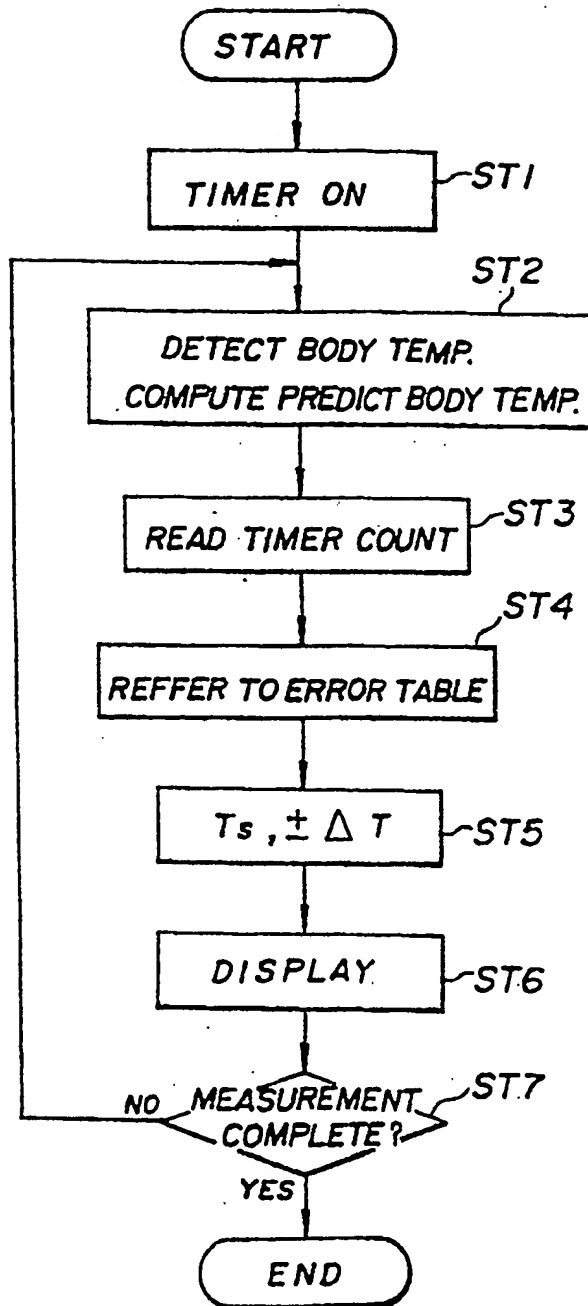 START
TIMER ON
ST1
ST2
DETECT BODY TEMP.
COMPUTE PREDICT BODY TEMP.
READ TIMER COUNT
ST3
ST4
REFFER TO ERROR TABLE
Ts, ± Δ T
ST5
DISPLAY
ST6
NO
MEASUREMENT
COMPLETE?
ST7
YES
END